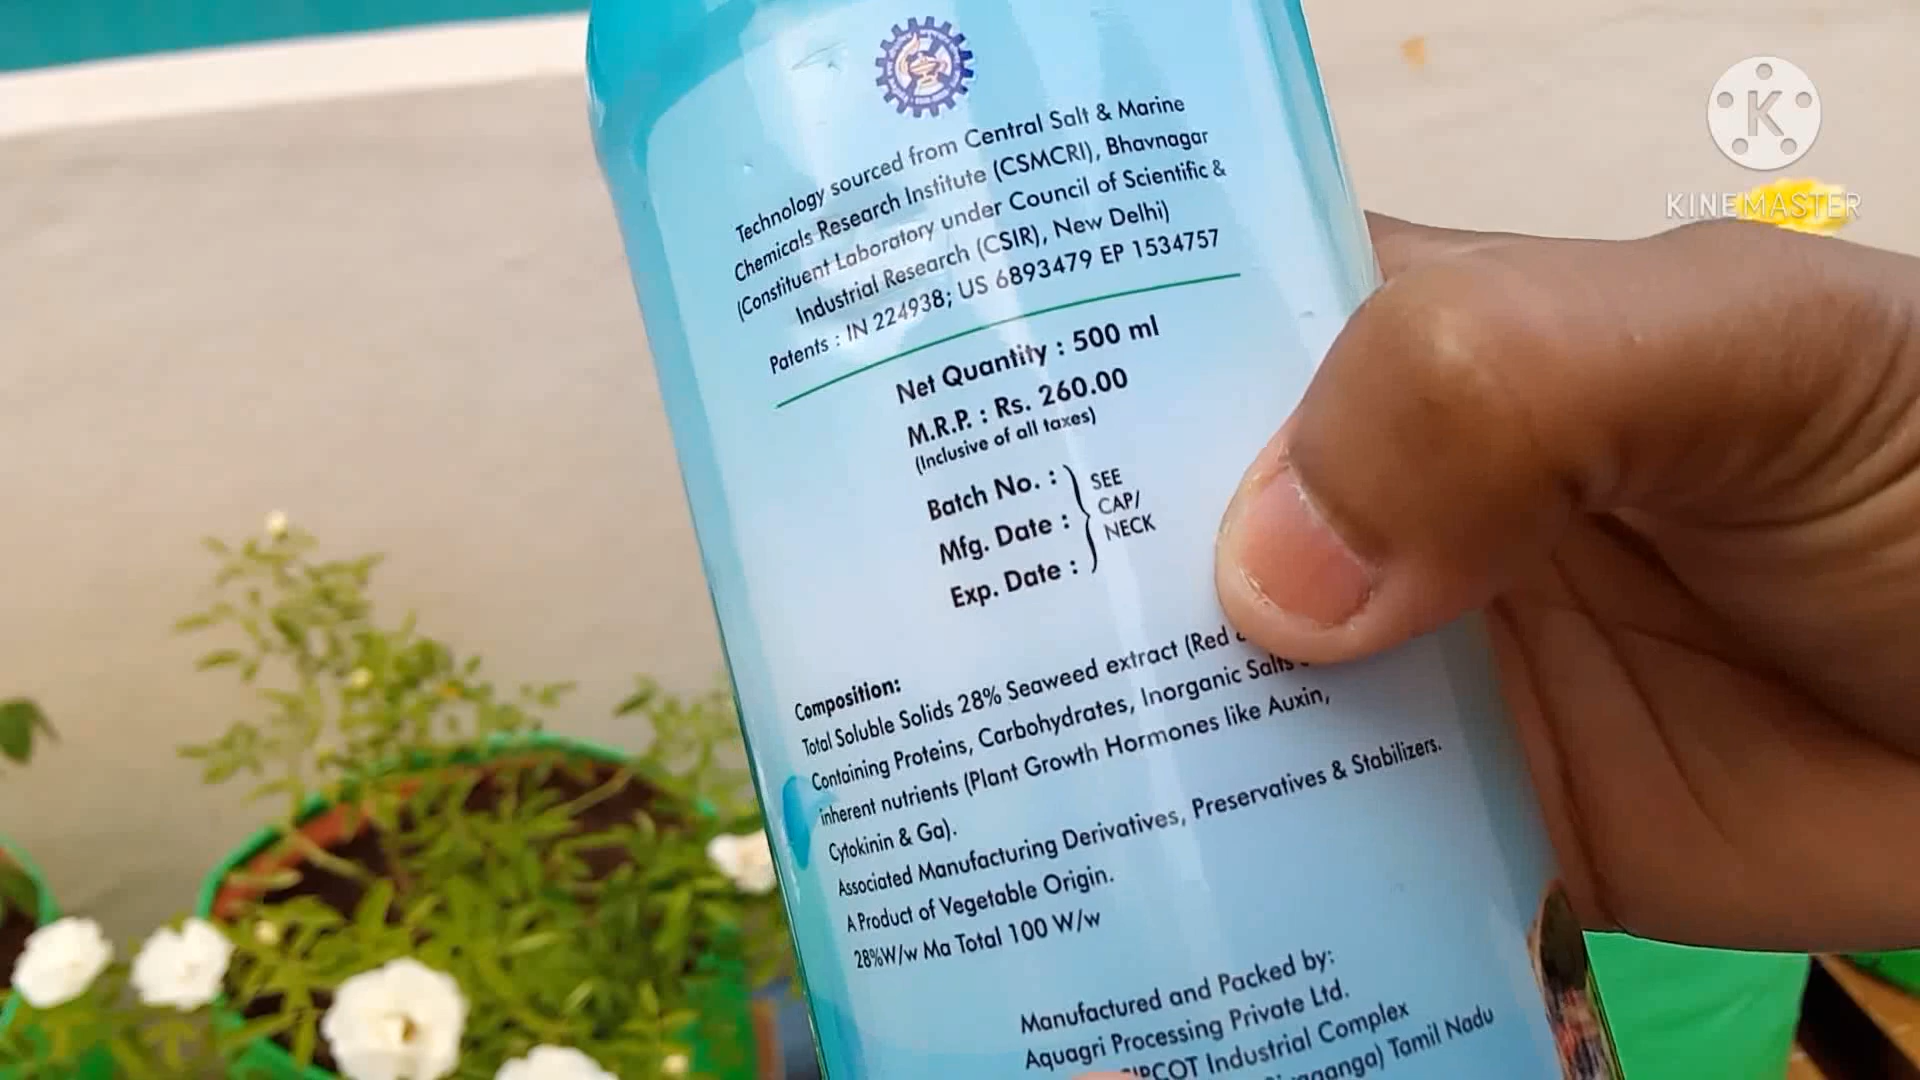 Technology sourced from Central Salt & Marine
Chemicals Research Institute (CSMCRI), Bhavnagar
(Constituent Laboratory under Council of Scientific &
Industrial Research (CSIR), New Delhi)
Patents : IN 224938; US 6893479 EP 1534757
Net Quantity : 500 ml
M.R.P. : Rs. 260.00
(Inclusive of all taxes)
Batch No. :
Mfg. Date :
Exp. Date :
SEE
CAP/
NECK
Composition:
Total Soluble Solids 28% Seaweed extract (Red
Containing Proteins, Carbohydrates, Inorganic Salts
inherent nutrients (Plant Growth Hormones like Auxin,
Cytokinin & Ga).
Associated Manufacturing Derivatives, Preservatives & Stabilizers.
A Product of Vegetable Origin.
28%W/w Ma Total 100 W/w
Manufactured and Packed by:
Aquagri Processing Private Ltd.
Industrial Complex
Tamil Nadu
K
KINEMASTER